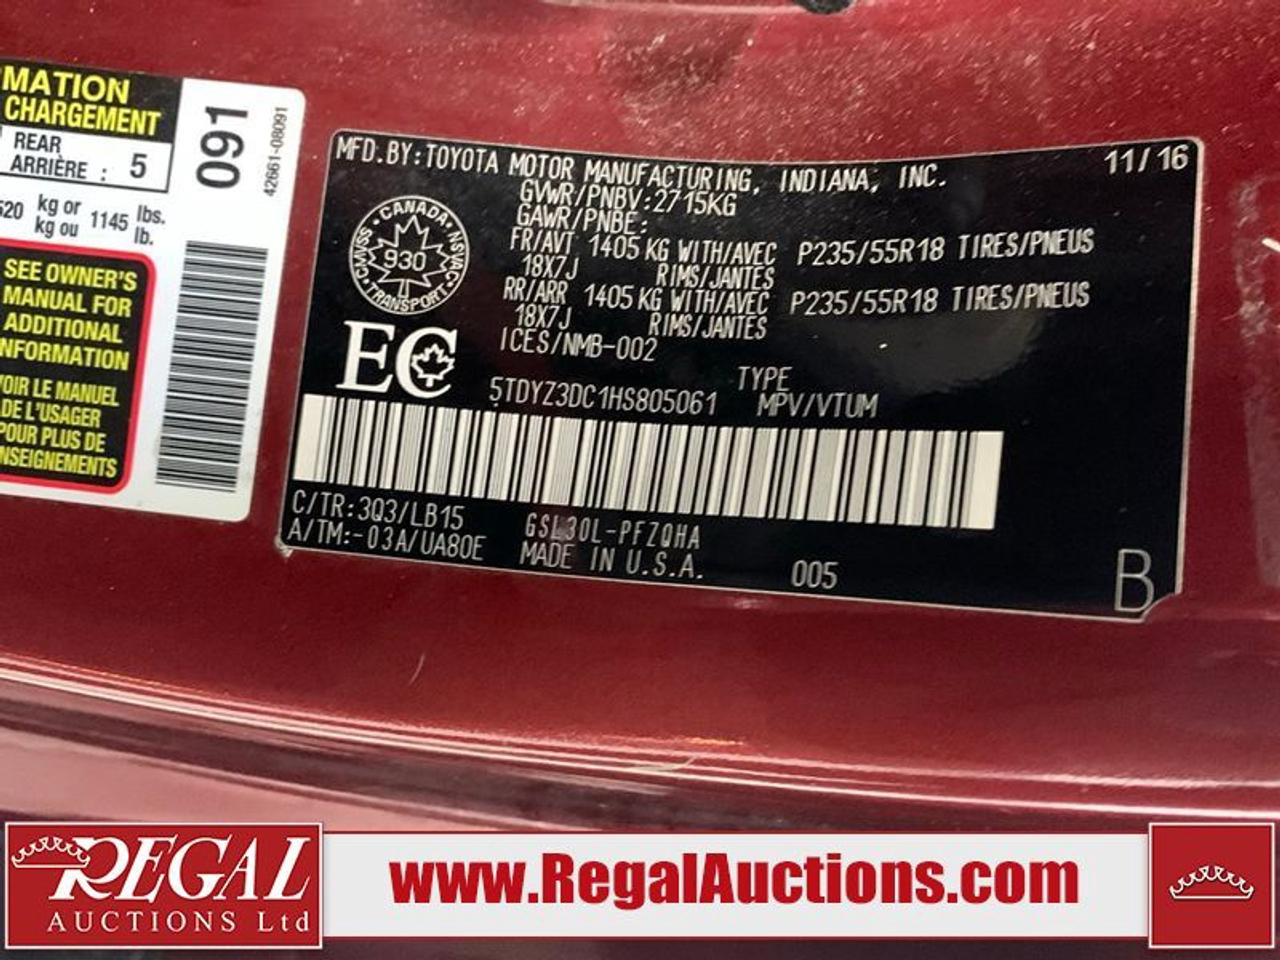 MATION
CHARGEMENT
REAR
ARRIÈRE : 5
kg or
kg ou
1145 lbs.
lb.
SEE OWNER'S
MANUAL FOR
ADDITIONAL
NFORMATION
OIR LE MANUEL
DE L'USAGER
POUR PLUS DE
NSEIGNEMENTS
091
42661-08091
MFD.BY:TOYOTA MOTOR MANUFACTURING, INDIANA, INC. 11/16
GVWR/PNBV:2715KG
GAWR/PNBE:
FR/AVT 1405 KG WITH/AVEC P235/55R18 TIRES/PNEUS
18X7J RIMS/JANTES
RR/ARR 1405 KG WITH/AVEC P235/55R18 TIRES/PNEUS
18X7J RIMS/JANTES
ICES/NMB-002
CANADA
930
TRANSPORT
CMVSS
NSVAC
EC
5TDYZ3DC1HS805061
TYPE
MPV/VTUM
C/TR:3Q3/LB15
A/TM:-03A/UA80E
GSL30L-PFZQHA
MADE IN U.S.A.
005
B
REGAL
AUCTIONS Ltd
www.RegalAuctions.com